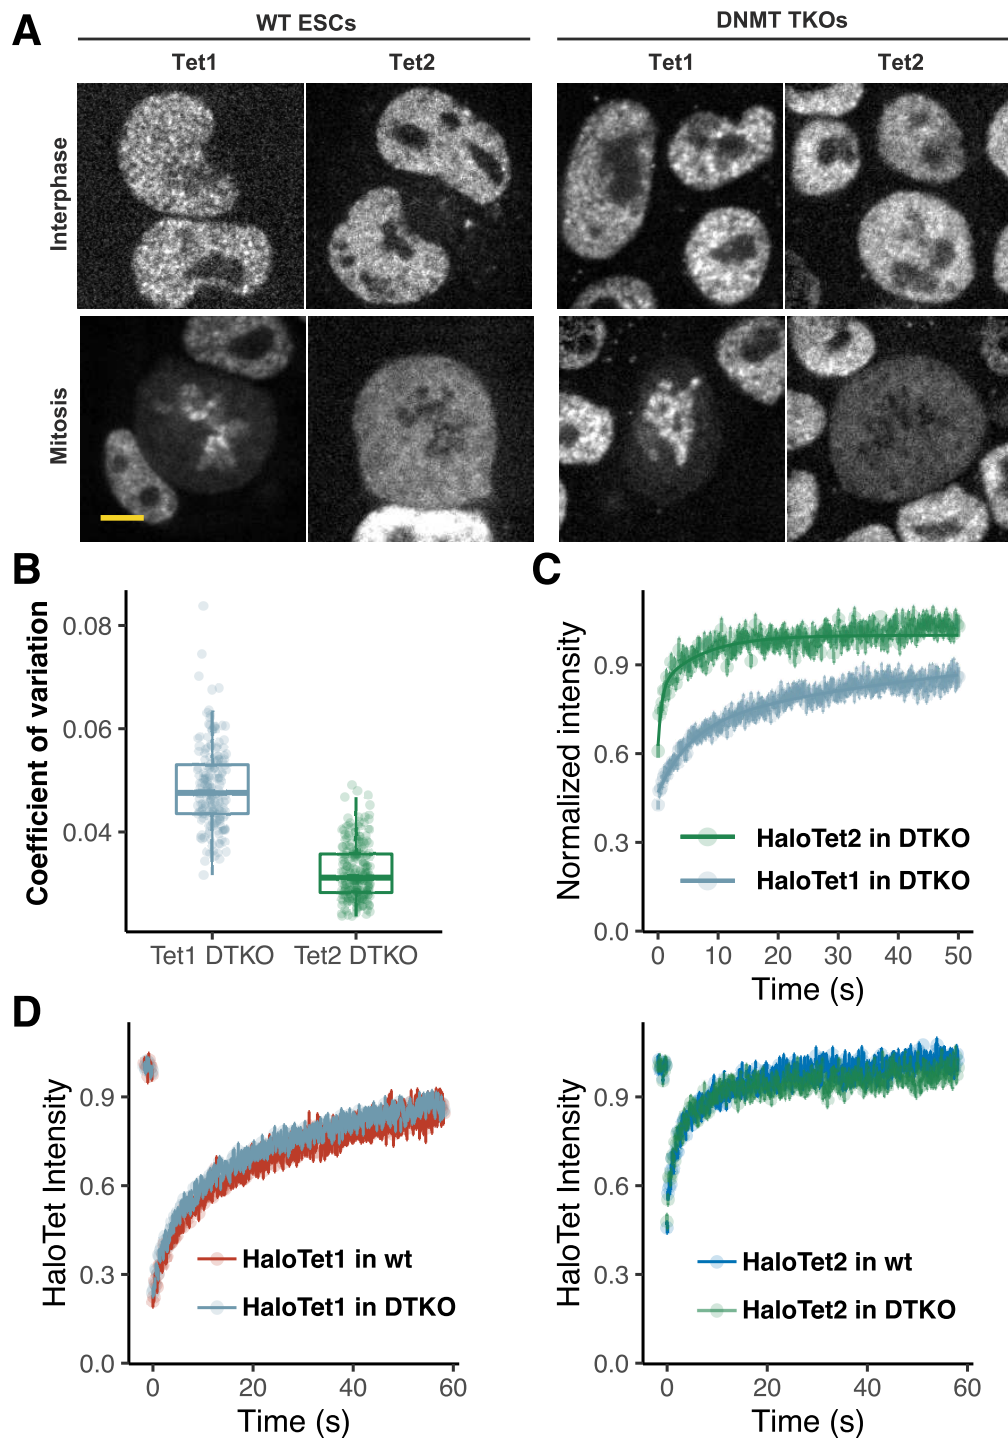 A
WT ESCs
DNMT TKOs
Tet1
Tet2
Tet1
Tet2
Interphase
Mitosis
B
Coefficient of variation
0.08
0.06
0.04
Tet1 DTKO
Tet2 DTKO
C
Normalized intensity
0.9
0.6
0.3
0.0
HaloTet2 in DTKO
HaloTet1 in DTKO
0 10 20 30 40 50
Time (s)
D
HaloTet Intensity
0.9
0.6
0.3
0.0
HaloTet1 in wt
HaloTet1 in DTKO
0 20 40 60
Time (s)
HaloTet Intensity
0.9
0.6
0.3
0.0
HaloTet2 in wt
HaloTet2 in DTKO
0 20 40 60
Time (s)